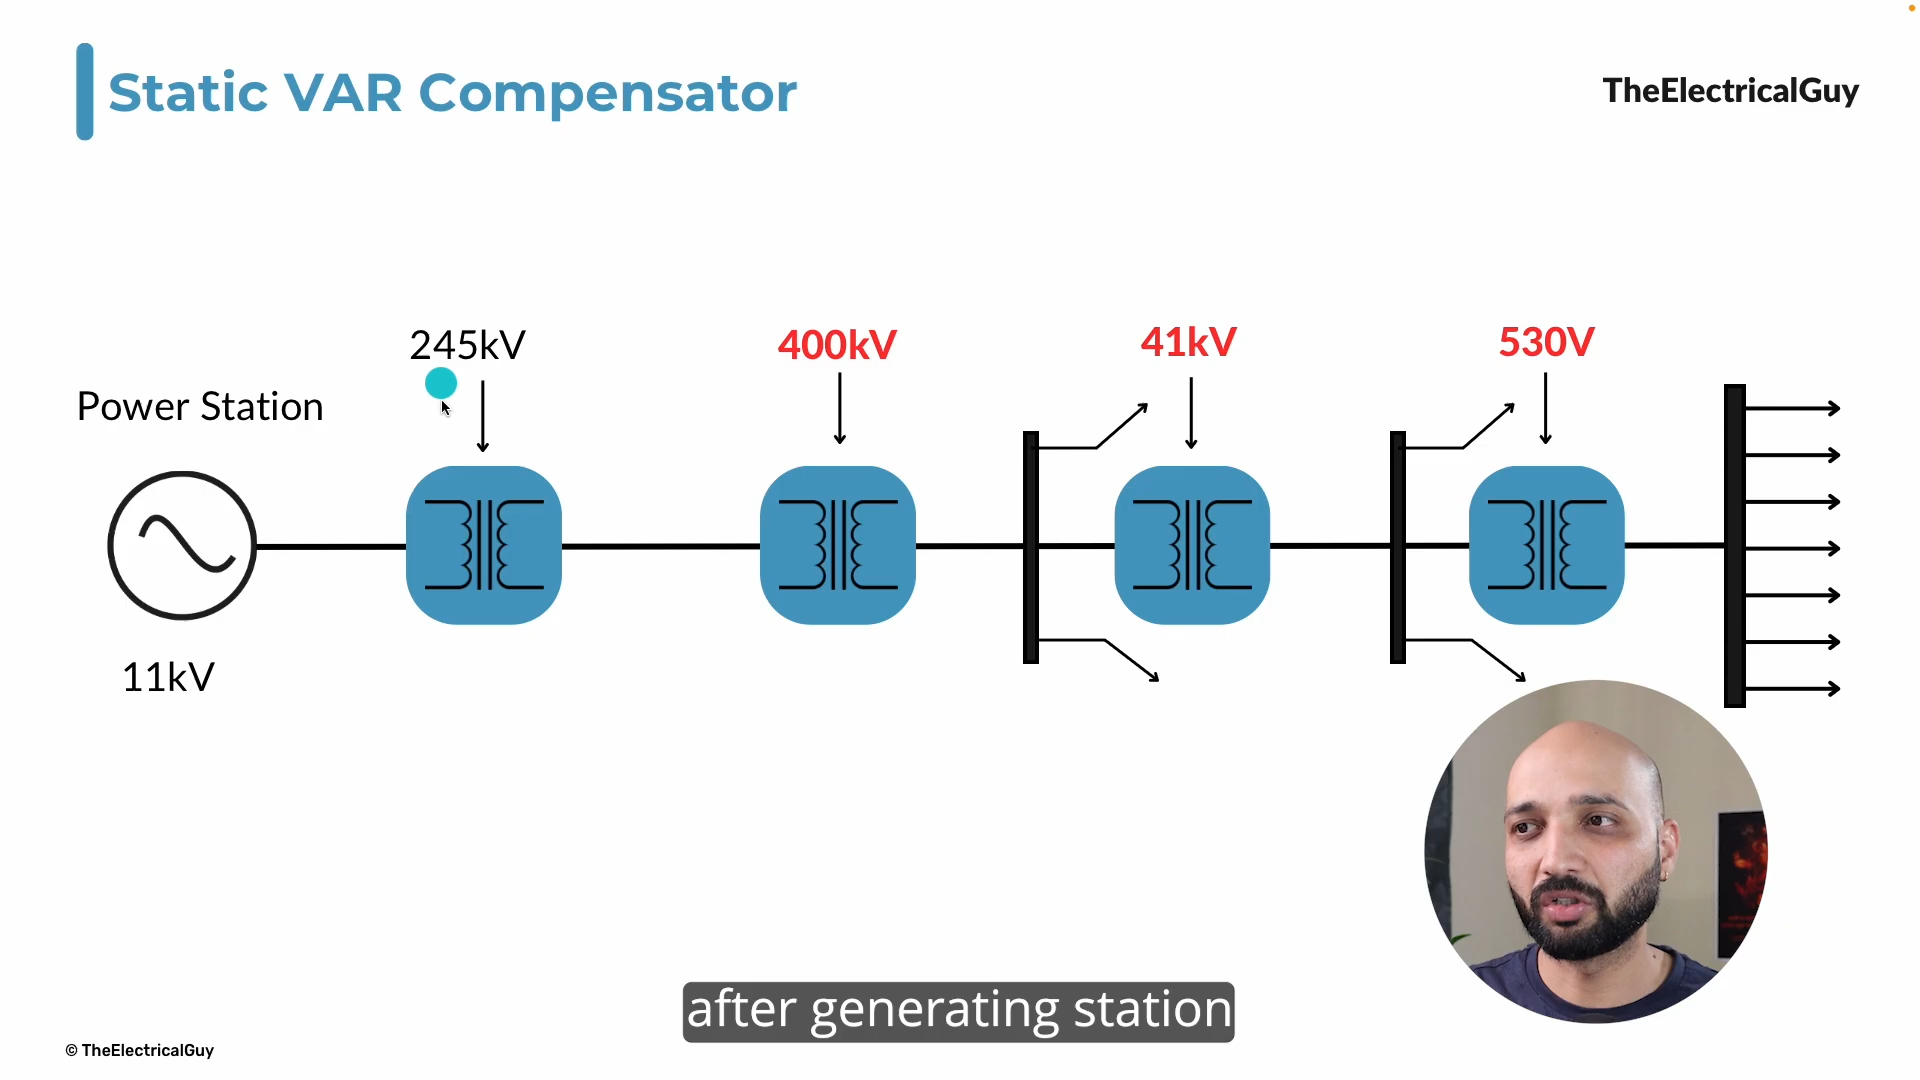 Static VAR Compensator
TheElectricalGuy
245kV
400kV
41kV
530V
Power Station
11kV
after generating station
© TheElectricalGuy